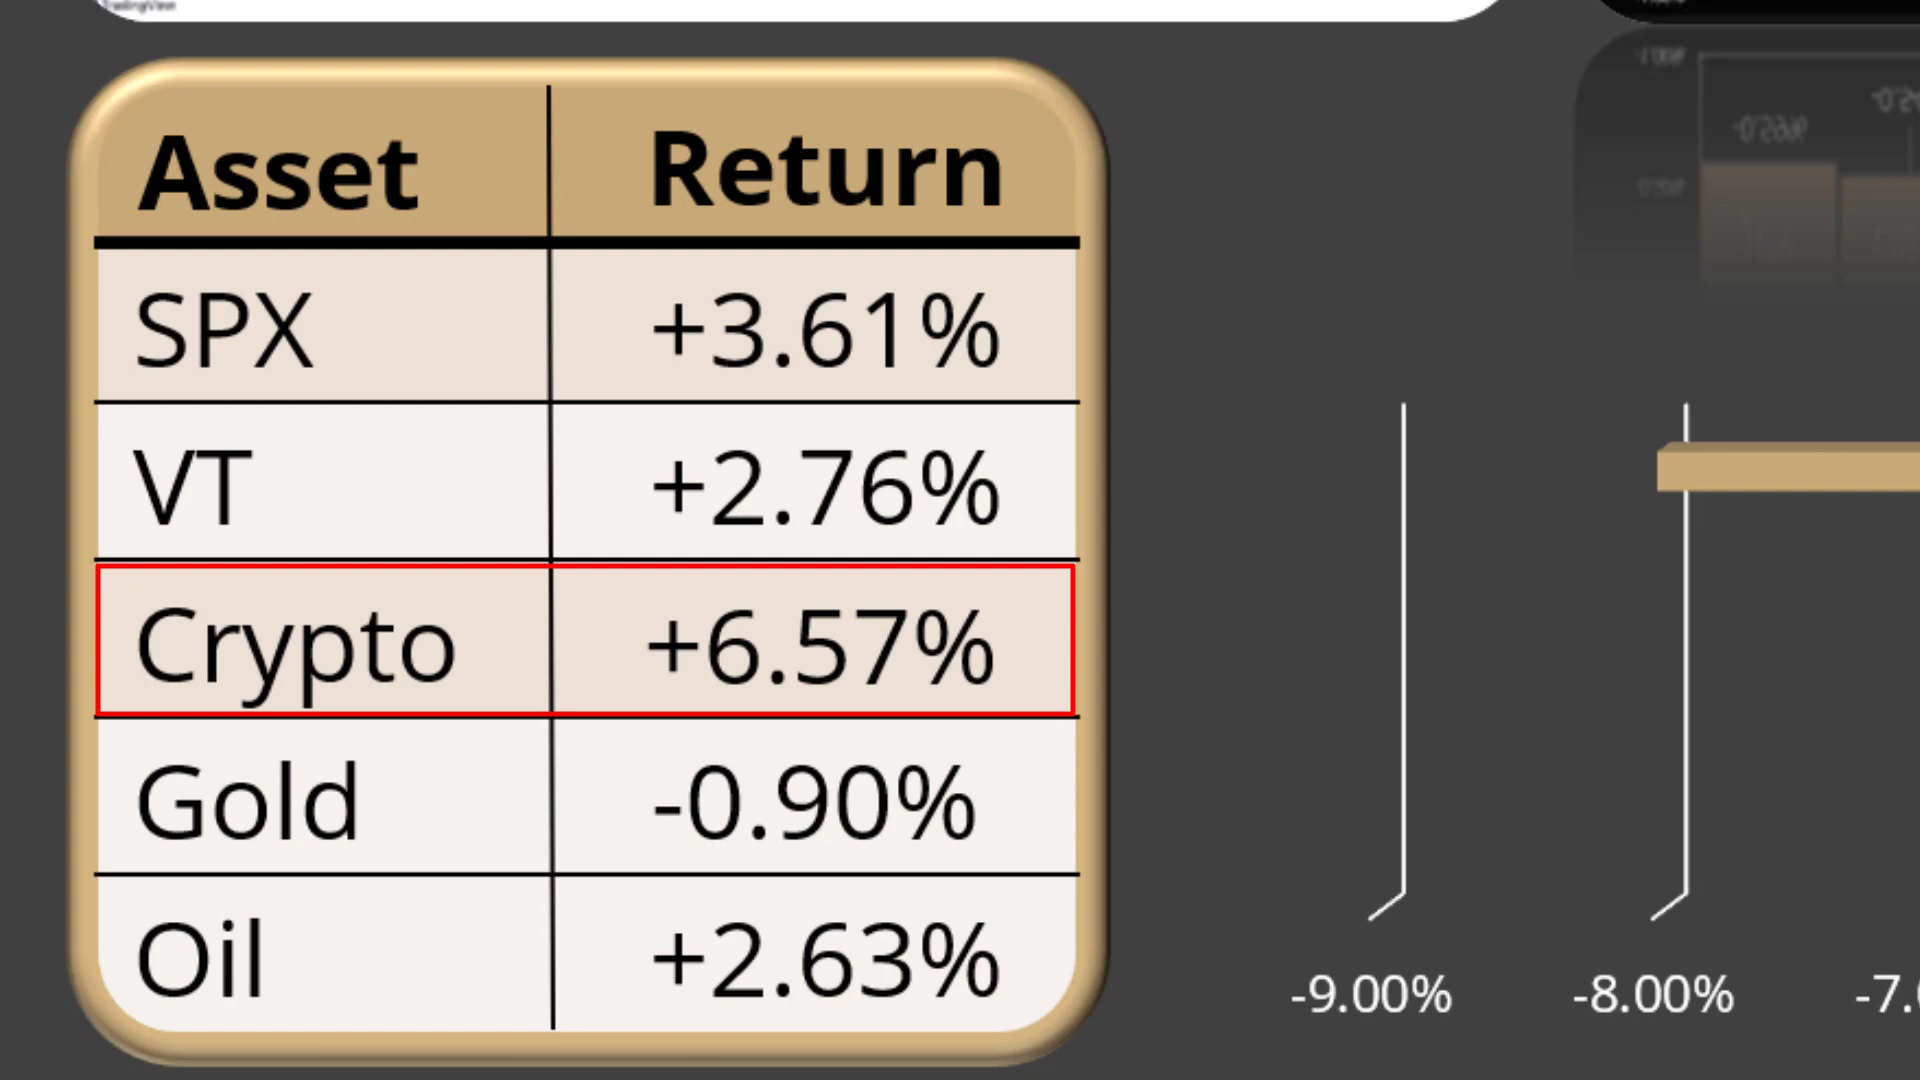 TradingView
Asset Return
SPX +3.61%
VT +2.76%
Crypto +6.57%
Gold -0.90%
Oil +2.63%
-9.00% -8.00%